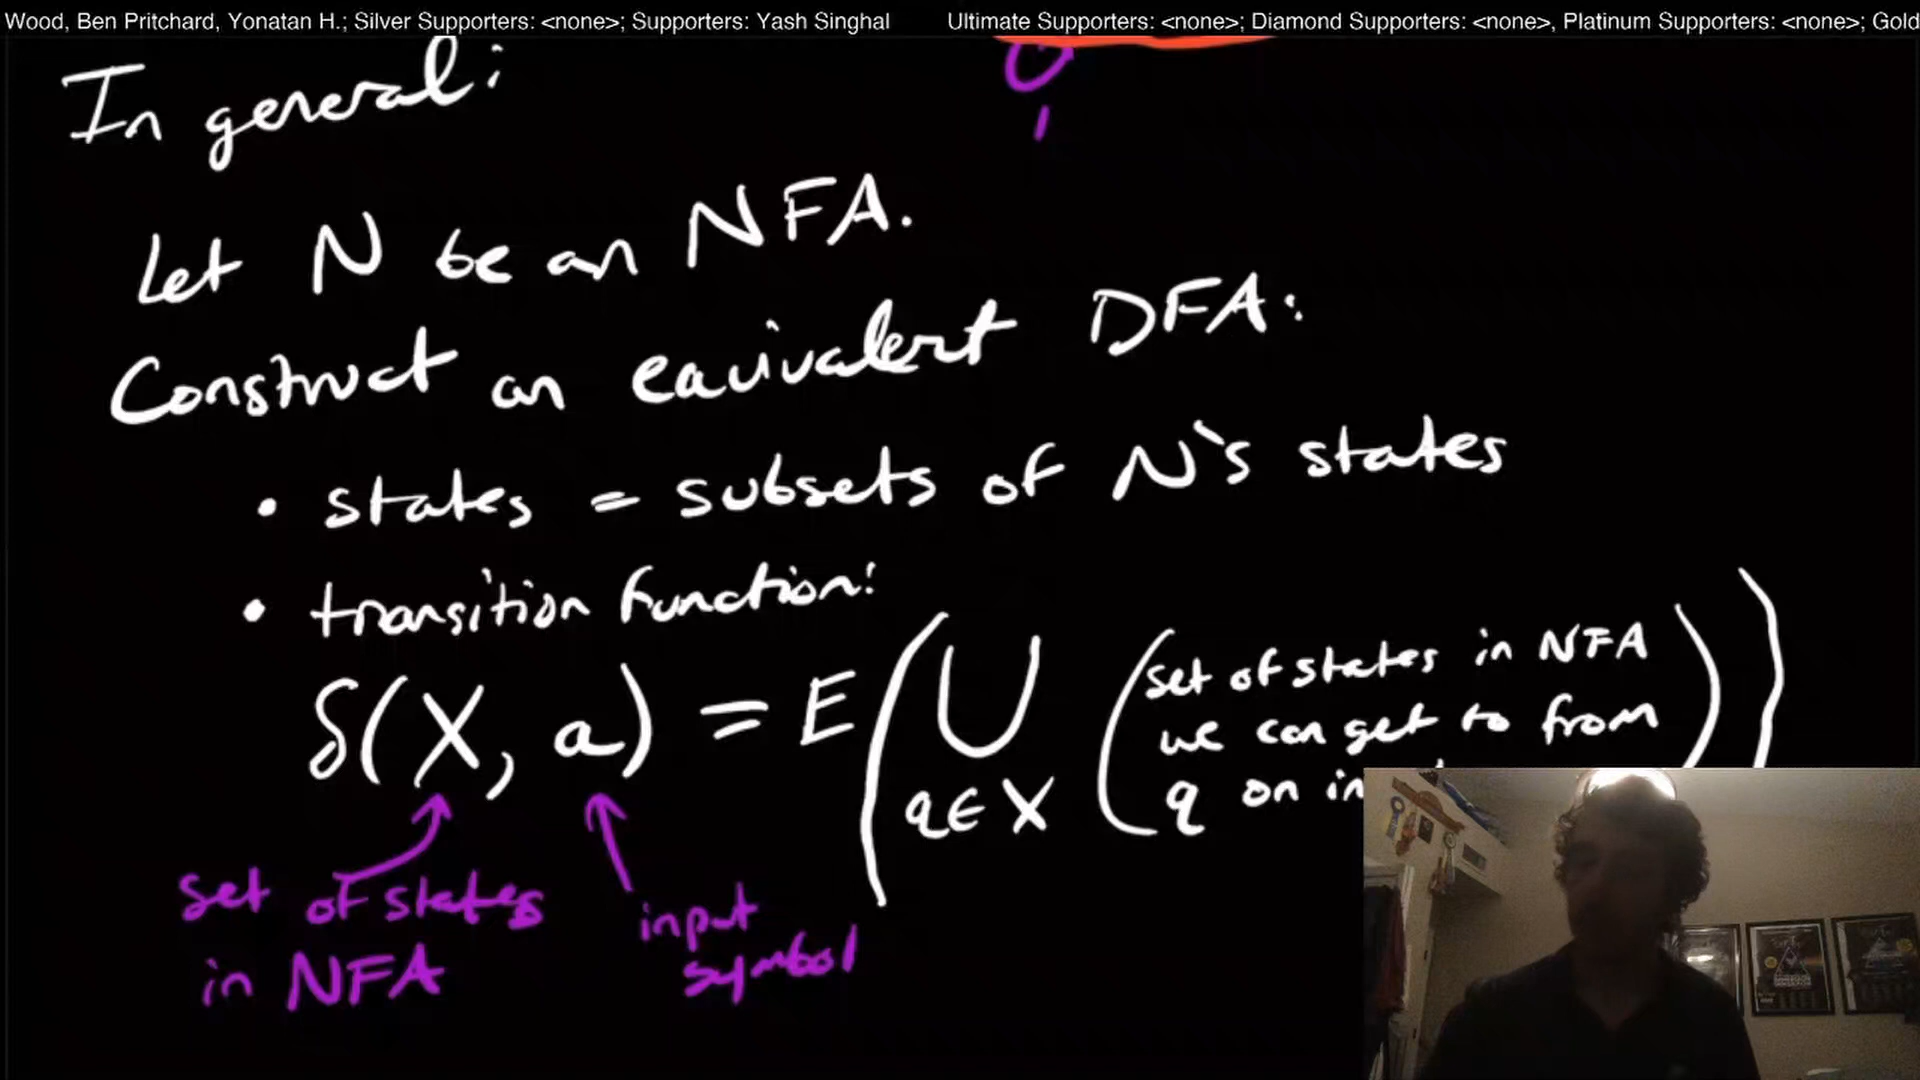 Wood, Ben Pritchard, Yonatan H.; Silver Supporters: <none>; Supporters: Yash Singhal Ultimate Supporters: <none>; Diamond Supporters: <none>, Platinum Supporters: <none>; Gold
In general:
1
Let N be an NFA.
Construct an equivalent DFA:
• states = subsets of N's states
• transition function:
δ(X, a) = E(∪ q∈X (set of states in NFA
we can get to from
q on in
set of states
in NFA
input
symbol